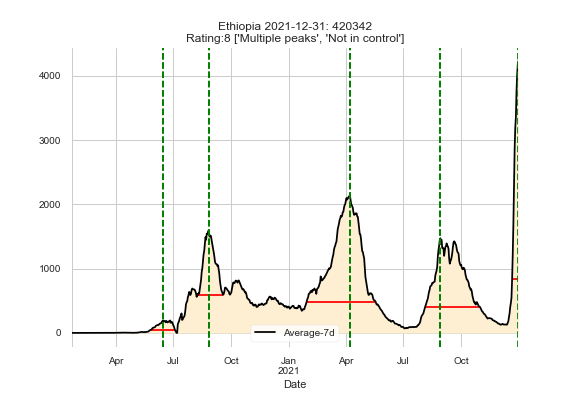 Ethiopia 2021-12-31: 420342
Rating:8 ['Multiple peaks', 'Not in control']
4000
3000
2000
1000
0
Average-7d
Apr Jul Oct Jan Apr Jul Oct
2021
Date